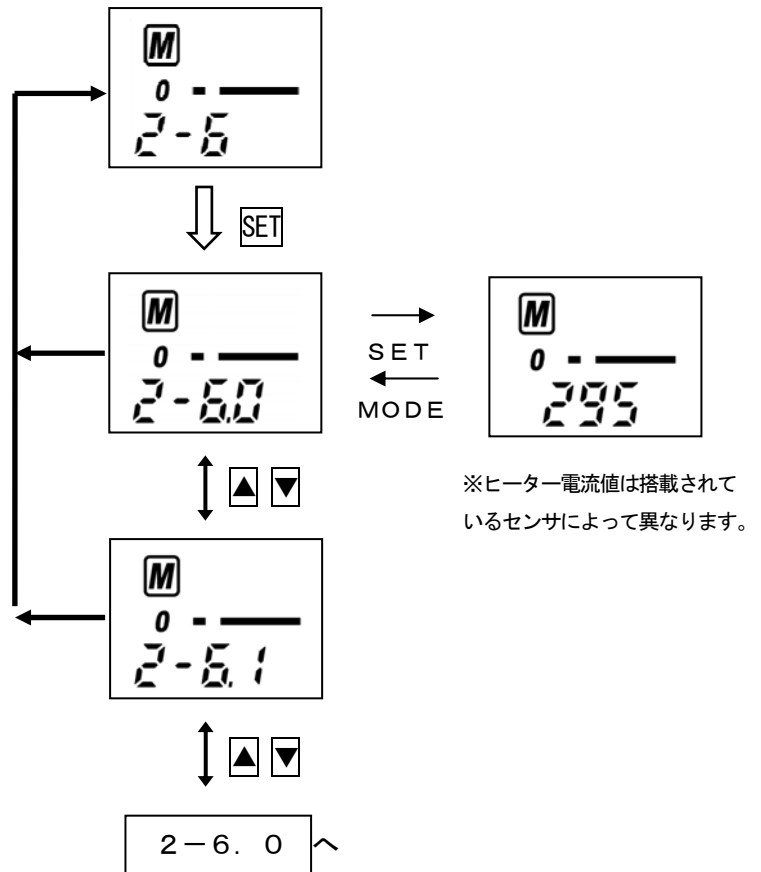 M
0
2-6
SET
M
0
2-6.0
SET
MODE
M
0
295
※ヒーター電流値は搭載されて
いるセンサによって異なります。
▲ ▼
M
0
2-6.1
▲ ▼
2−6.0へ